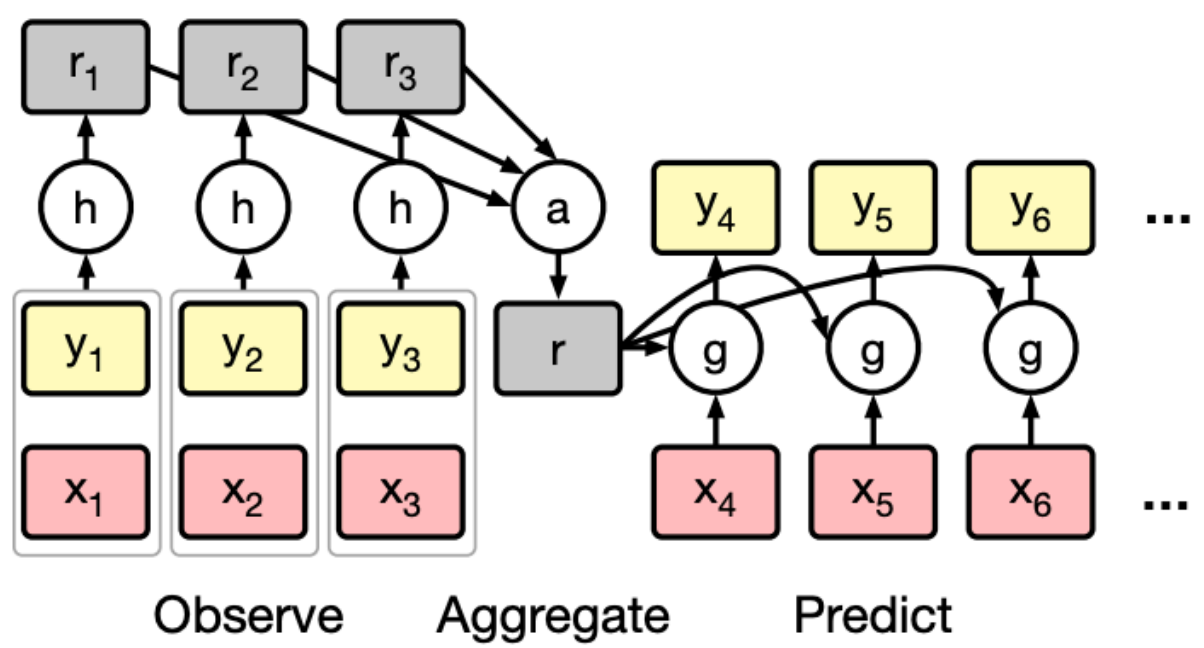 r1 r2 r3
h h h a
y4 y5 y6 ...
y1 y2 y3 r g g g
x1 x2 x3 x4 x5 x6 ...
Observe Aggregate Predict